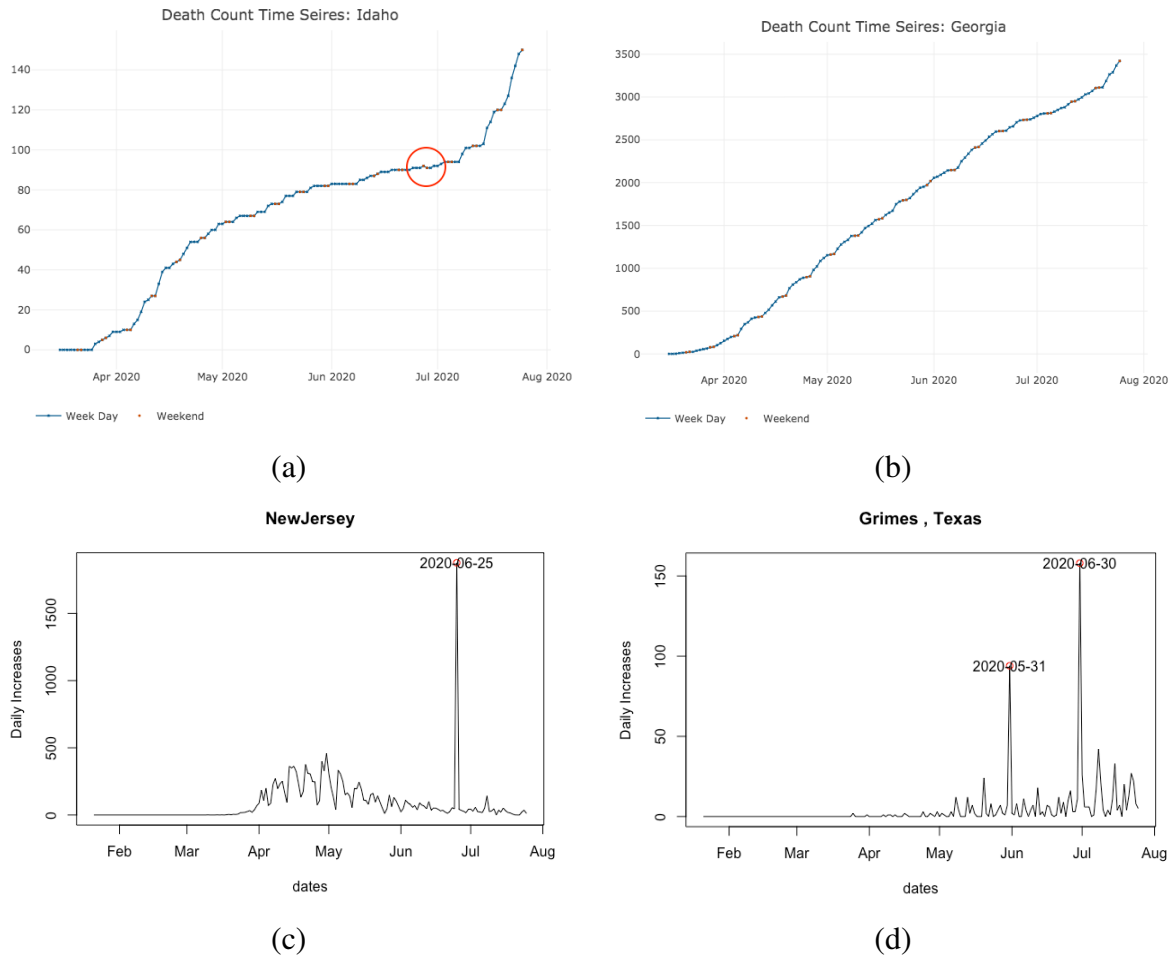 Death Count Time Seires: Idaho
140
120
100
80
60
40
20
0
Apr 2020 May 2020 Jun 2020 Jul 2020 Aug 2020
Week Day Weekend
(a)
Death Count Time Seires: Georgia
3500
3000
2500
2000
1500
1000
500
0
Apr 2020 May 2020 Jun 2020 Jul 2020 Aug 2020
Week Day Weekend
(b)
NewJersey
2020-06-25
Daily Increases
1500
1000
500
0
Feb Mar Apr May Jun Jul Aug
dates
(c)
Grimes , Texas
2020-06-30
2020-05-31
Daily Increases
150
100
50
0
Feb Mar Apr May Jun Jul Aug
dates
(d)